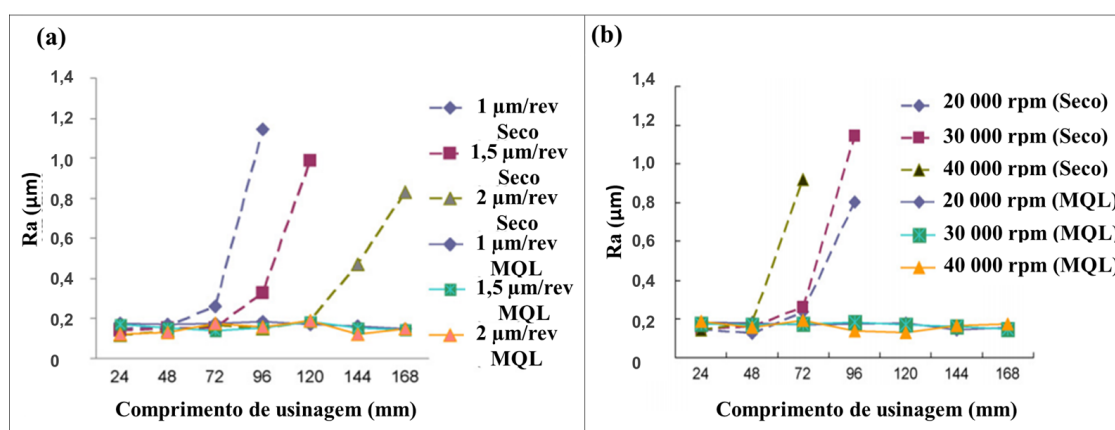 (a)
Ra (µm)
1,4
1,2
1,0
0,8
0,6
0,4
0,2
0
24 48 72 96 120 144 168
Comprimento de usinagem (mm)
1 µm/rev
Seco
1,5 µm/rev
Seco
2 µm/rev
Seco
1 µm/rev
MQL
1,5 µm/rev
MQL
2 µm/rev
MQL
(b)
Ra (µm)
1,4
1,2
1,0
0,8
0,6
0,4
0,2
0
24 48 72 96 120 144 168
Comprimento de usinagem (mm)
20 000 rpm (Seco)
30 000 rpm (Seco)
40 000 rpm (Seco)
20 000 rpm (MQL)
30 000 rpm (MQL)
40 000 rpm (MQL)